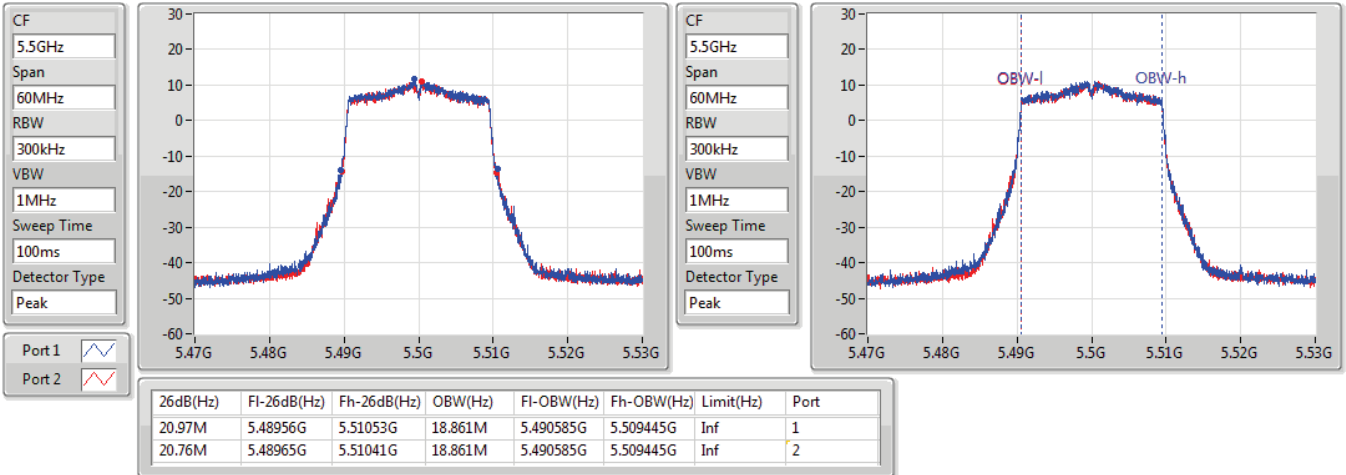 CF
5.5GHz
Span
60MHz
RBW
300kHz
VBW
1MHz
Sweep Time
100ms
Detector Type
Peak
30
20
10
0
-10
-20
-30
-40
-50
-60
5.47G 5.48G 5.49G 5.5G 5.51G 5.52G 5.53G
CF
5.5GHz
Span
60MHz
RBW
300kHz
VBW
1MHz
Sweep Time
100ms
Detector Type
Peak
30
20
10
0
-10
-20
-30
-40
-50
-60
OBW-l OBW-h
5.47G 5.48G 5.49G 5.5G 5.51G 5.52G 5.53G
Port 1
Port 2
26dB(Hz) Fl-26dB(Hz) Fh-26dB(Hz) OBW(Hz) Fl-OBW(Hz) Fh-OBW(Hz) Limit(Hz) Port
20.97M 5.48956G 5.51053G 18.861M 5.490585G 5.509445G Inf 1
20.76M 5.48965G 5.51041G 18.861M 5.490585G 5.509445G Inf 2